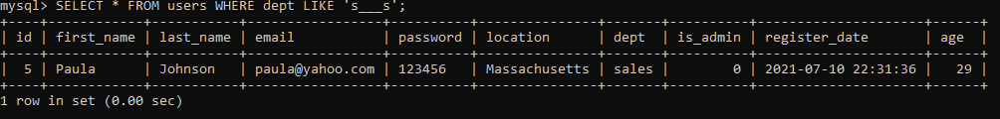 mysql> SELECT * FROM users WHERE dept LIKE 's___s';
+----+------------+-----------+-----------------+----------+---------------+-------+----------+---------------------+------+
| id | first_name | last_name | email           | password | location      | dept  | is_admin | register_date       | age  |
+----+------------+-----------+-----------------+----------+---------------+-------+----------+---------------------+------+
|  5 | Paula      | Johnson   | paula@yahoo.com | 123456   | Massachusetts | sales |        0 | 2021-07-10 22:31:36 |   29 |
+----+------------+-----------+-----------------+----------+---------------+-------+----------+---------------------+------+
1 row in set (0.00 sec)